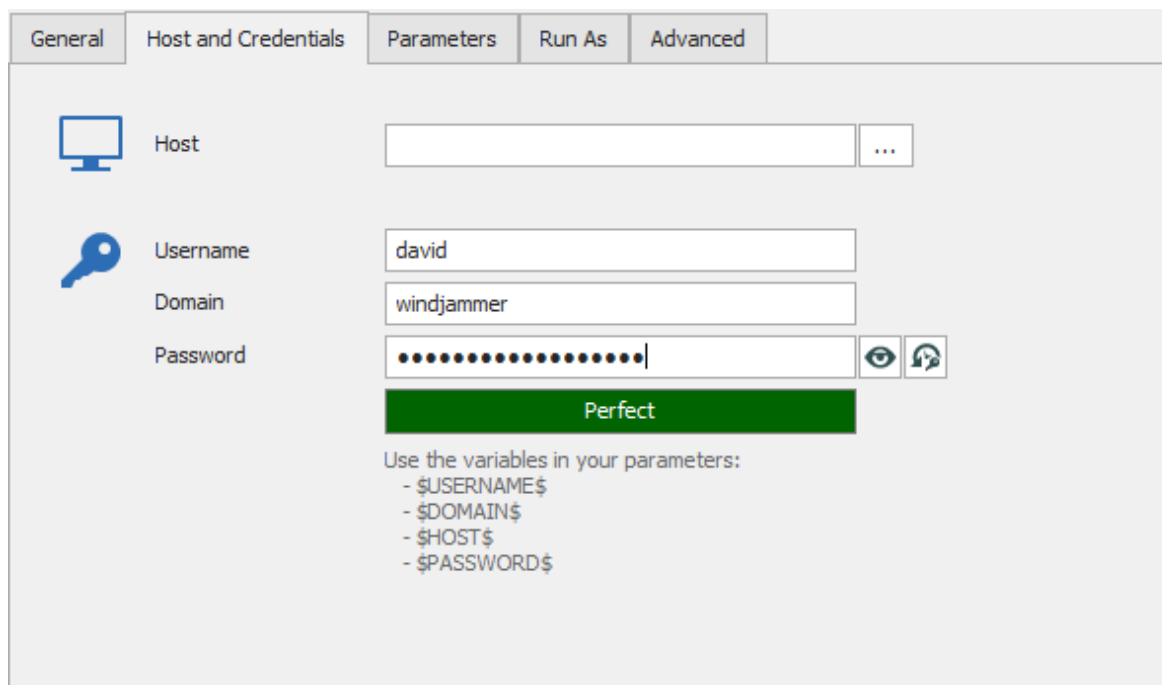 General Host and Credentials Parameters Run As Advanced
Host ...
Username david
Domain windjammer
Password ••••••••••••••••••
Perfect
Use the variables in your parameters:
- $USERNAME$
- $DOMAIN$
- $HOST$
- $PASSWORD$